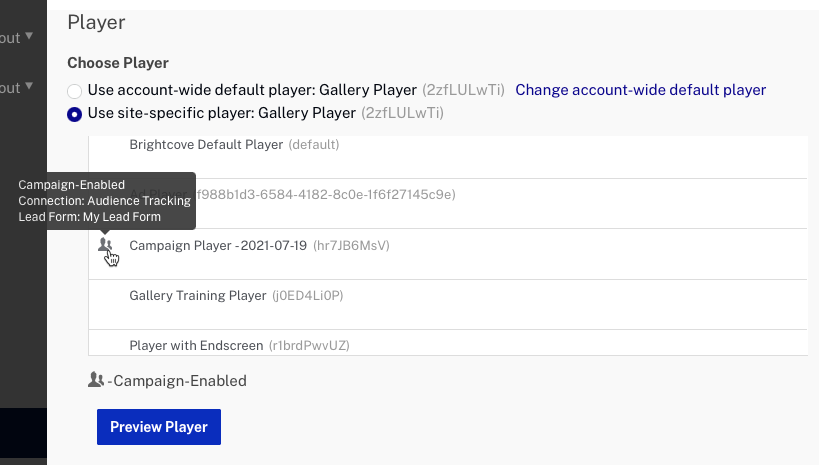 Player
out
Choose Player
out
Use account-wide default player: Gallery Player (2zfLULwTi) Change account-wide default player
Use site-specific player: Gallery Player (2zfLULwTi)
Brightcove Default Player (default)
Campaign-Enabled
Connection: Audience Tracking
Lead Form: My Lead Form
Ad Player (f988b1d3-6584-4182-8c0e-1f6f27145c9e)
Campaign Player - 2021-07-19 (hr7JB6MsV)
Gallery Training Player (j0ED4Li0P)
Player with Endscreen (r1brdPwvUZ)
- Campaign-Enabled
Preview Player